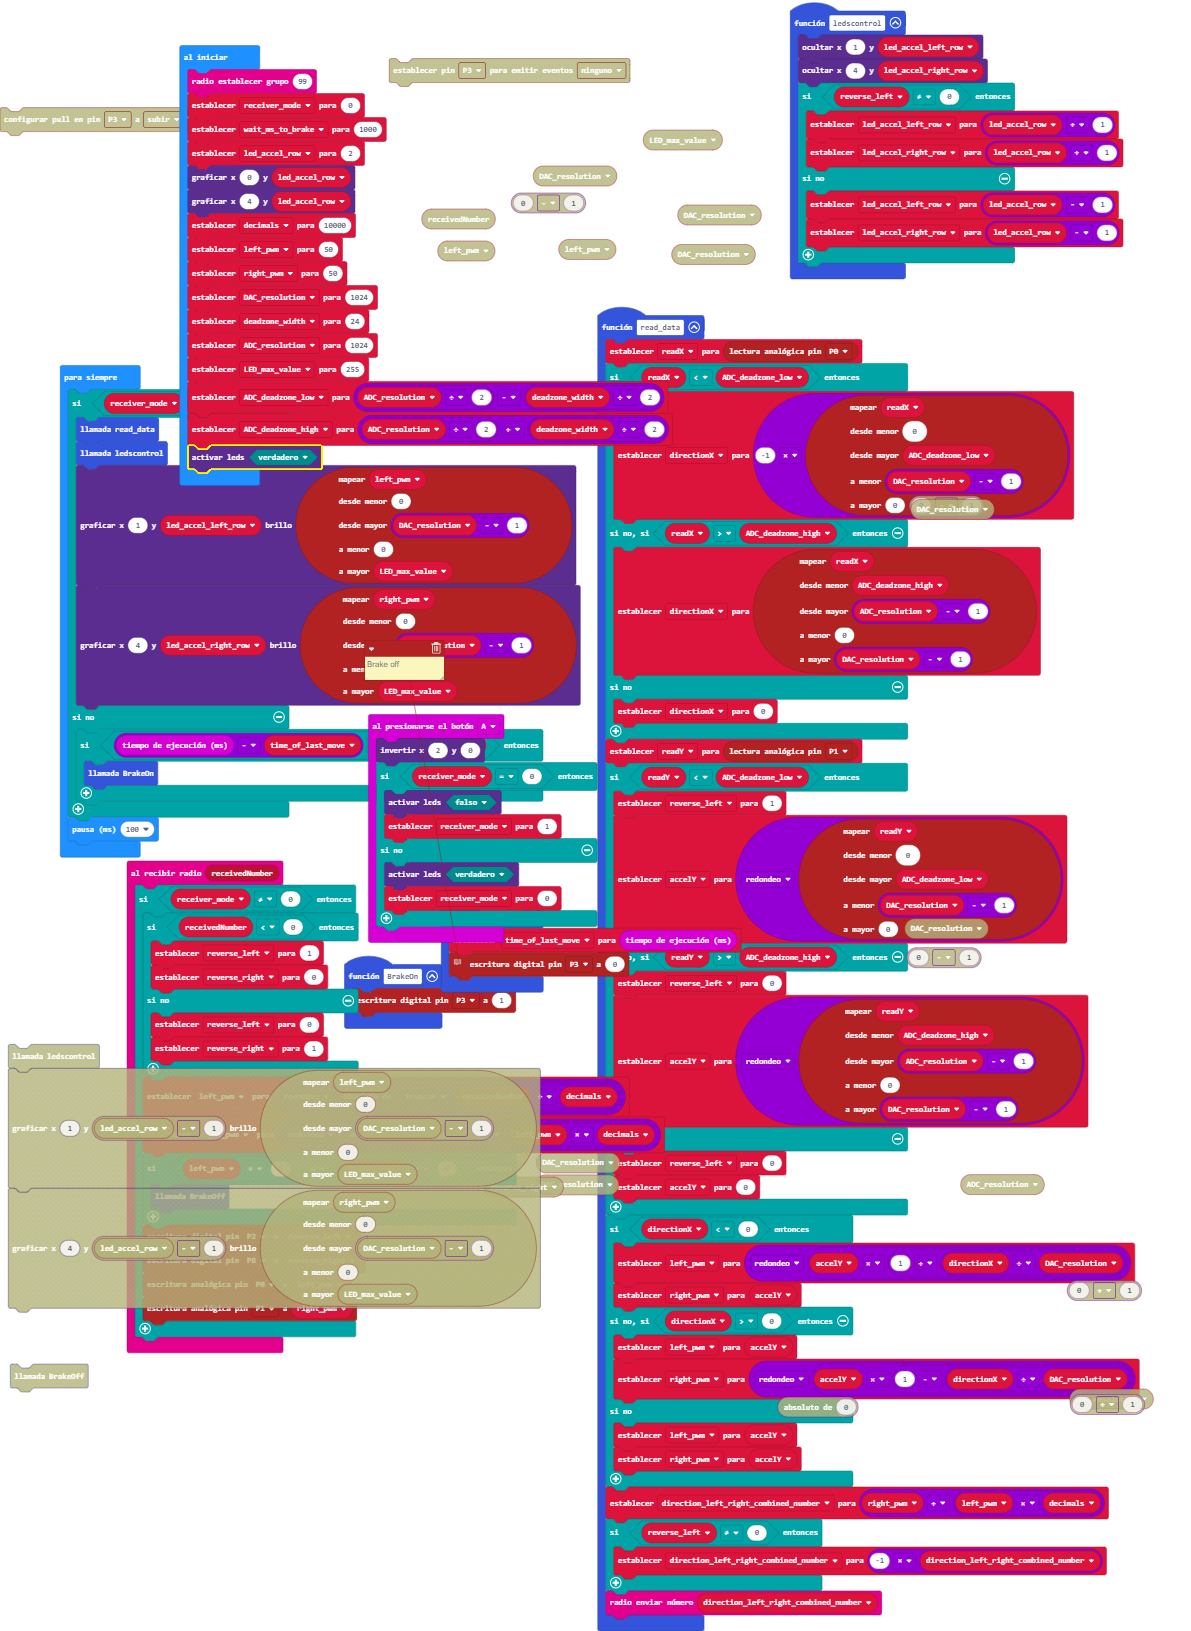 al iniciar
radio establecer grupo 99
establecer receiver_mode para 0
establecer wait_ms_to_brake para 1000
establecer led_accel_row para 2
graficar x 0 y led_accel_row
graficar x 4 y led_accel_row
establecer decimals para 10000
establecer left_pwm para 50
establecer right_pwm para 50
establecer DAC_resolution para 1024
establecer deadzone_width para 24
establecer ADC_resolution para 1024
establecer LED_max_value para 255
establecer ADC_deadzone_low para ADC_resolution ÷ 2 - deadzone_width ÷ 2
establecer ADC_deadzone_high para ADC_resolution ÷ 2 + deadzone_width ÷ 2
activar leds verdadero
configurar pull en pin P3 a subir
establecer pin P3 para emitir eventos ninguno
LED_max_value
DAC_resolution
0 - 1
receivedNumber
DAC_resolution
left_pwm
left_pwm
DAC_resolution
función ledscontrol
ocultar x 1 y led_accel_left_row
ocultar x 4 y led_accel_right_row
si reverse_left ≠ 0 entonces
establecer led_accel_left_row para led_accel_row + 1
establecer led_accel_right_row para led_accel_row + 1
si no
establecer led_accel_left_row para led_accel_row - 1
establecer led_accel_right_row para led_accel_row - 1
para siempre
si receiver_mode
llamada read_data
llamada ledscontrol
graficar x 1 y led_accel_left_row brillo
mapear left_pwm
desde menor 0
desde mayor DAC_resolution - 1
a menor 0
a mayor LED_max_value
graficar x 4 y led_accel_right_row brillo
mapear right_pwm
desde menor 0
- 1
a mayor LED_max_value
Brake off
si no
si tiempo de ejecución (ms) - time_of_last_move entonces
llamada BrakeOn
pausa (ms) 100
al presionarse el botón A
invertir x 2 y 0
si receiver_mode = 0 entonces
activar leds falso
establecer receiver_mode para 1
si no
activar leds verdadero
establecer receiver_mode para 0
time_of_last_move para tiempo de ejecución (ms)
escritura digital pin P3 a 0
función BrakeOn
escritura digital pin P3 a 1
al recibir radio receivedNumber
si receiver_mode ≠ 0 entonces
si receivedNumber < 0 entonces
establecer reverse_left para 1
establecer reverse_right para 0
si no
establecer reverse_left para 0
establecer reverse_right para 1
establecer left_pwm
decimals
× decimals
si left_pwm
llamada BrakeOff
escritura analógica pin P0
escritura analógica pin P1 a right_pwm
llamada ledscontrol
graficar x 1 y led_accel_row - 1 brillo
mapear left_pwm
desde menor 0
desde mayor DAC_resolution - 1
a menor 0
a mayor LED_max_value
graficar x 4 y led_accel_row - 1 brillo
mapear right_pwm
desde menor 0
desde mayor DAC_resolution - 1
a menor 0
a mayor LED_max_value
llamada BrakeOff
DAC_resolution
función read_data
establecer readX para lectura analógica pin P0
si readX < ADC_deadzone_low entonces
establecer directionX para -1 ×
mapear readX
desde menor 0
desde mayor ADC_deadzone_low
a menor DAC_resolution - 1
a mayor 0
DAC_resolution
si no, si readX > ADC_deadzone_high entonces
establecer directionX para
mapear readX
desde menor ADC_deadzone_high
desde mayor ADC_resolution - 1
a menor 0
a mayor DAC_resolution - 1
si no
establecer directionX para 0
establecer readY para lectura analógica pin P1
si readY < ADC_deadzone_low entonces
establecer reverse_left para 1
establecer accelY para redondeo
mapear readY
desde menor 0
desde mayor ADC_deadzone_low
a menor DAC_resolution - 1
a mayor 0 DAC_resolution
si readY > ADC_deadzone_high entonces
0 - 1
establecer reverse_left para 0
establecer accelY para redondeo
mapear readY
desde menor ADC_deadzone_high
desde mayor ADC_resolution - 1
a menor 0
a mayor DAC_resolution - 1
establecer reverse_left para 0
establecer accelY para 0
ADC_resolution
si directionX < 0 entonces
establecer left_pwm para redondeo accelY × 1 + directionX ÷ DAC_resolution
0 + 1
establecer right_pwm para accelY
si no, si directionX > 0 entonces
establecer left_pwm para accelY
establecer right_pwm para redondeo accelY × 1 - directionX ÷ DAC_resolution
si no
absoluto de 0
0 + 1
establecer left_pwm para accelY
establecer right_pwm para accelY
establecer direction_left_right_combined_number para right_pwm + left_pwm × decimals
si reverse_left ≠ 0 entonces
establecer direction_left_right_combined_number para -1 × direction_left_right_combined_number
radio enviar número direction_left_right_combined_number